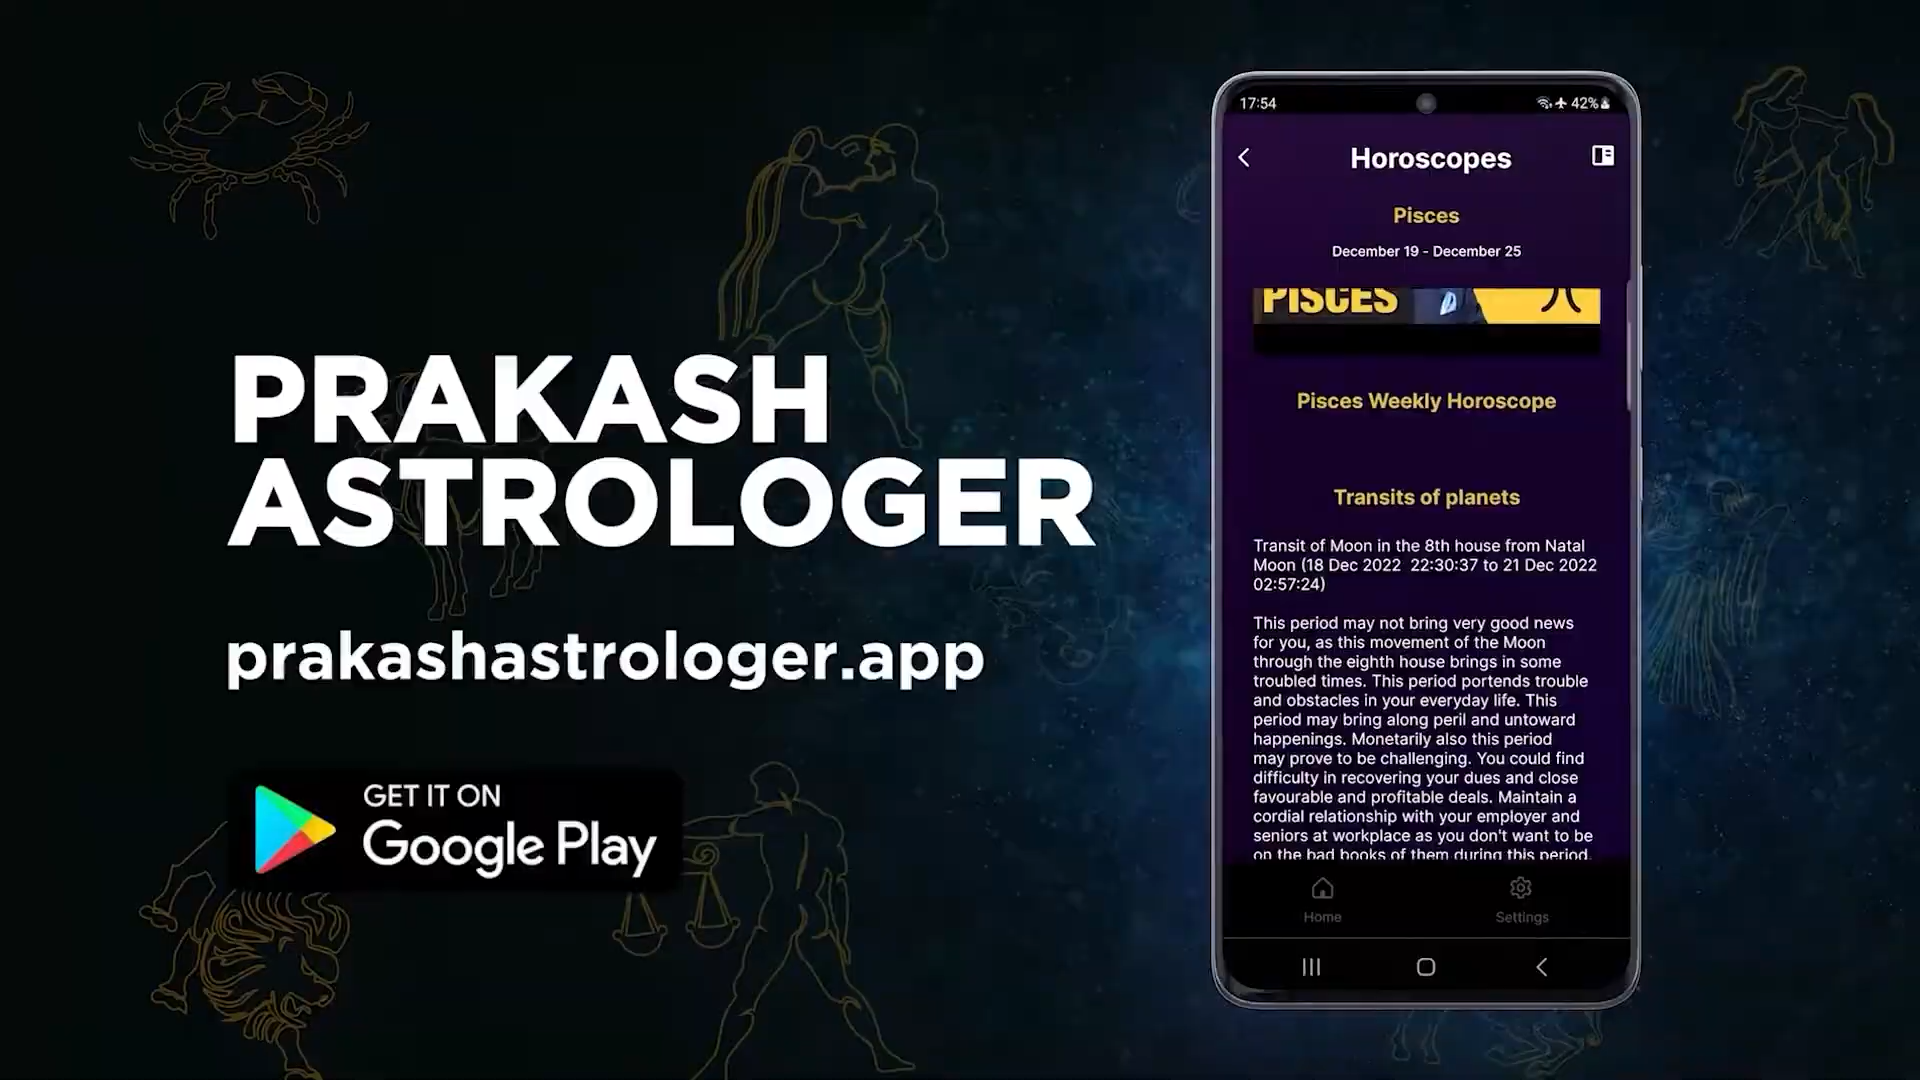 PRAKASH
ASTROLOGER
prakashastrologer.app
GET IT ON
Google Play
17:54
42%
Horoscopes
Pisces
December 19 - December 25
PISCES
Pisces Weekly Horoscope
Transits of planets
Transit of Moon in the 8th house from Natal
Moon (18 Dec 2022  22:30:37 to 21 Dec 2022
02:57:24)
This period may not bring very good news
for you, as this movement of the Moon
through the eighth house brings in some
troubled times. This period portends trouble
and obstacles in your everyday life. This
period may bring along peril and untoward
happenings. Monetarily also this period
may prove to be challenging. You could find
difficulty in recovering your dues and close
favourable and profitable deals. Maintain a
cordial relationship with your employer and
seniors at workplace as you don't want to be
on the bad books of them during this period.
Home
Settings